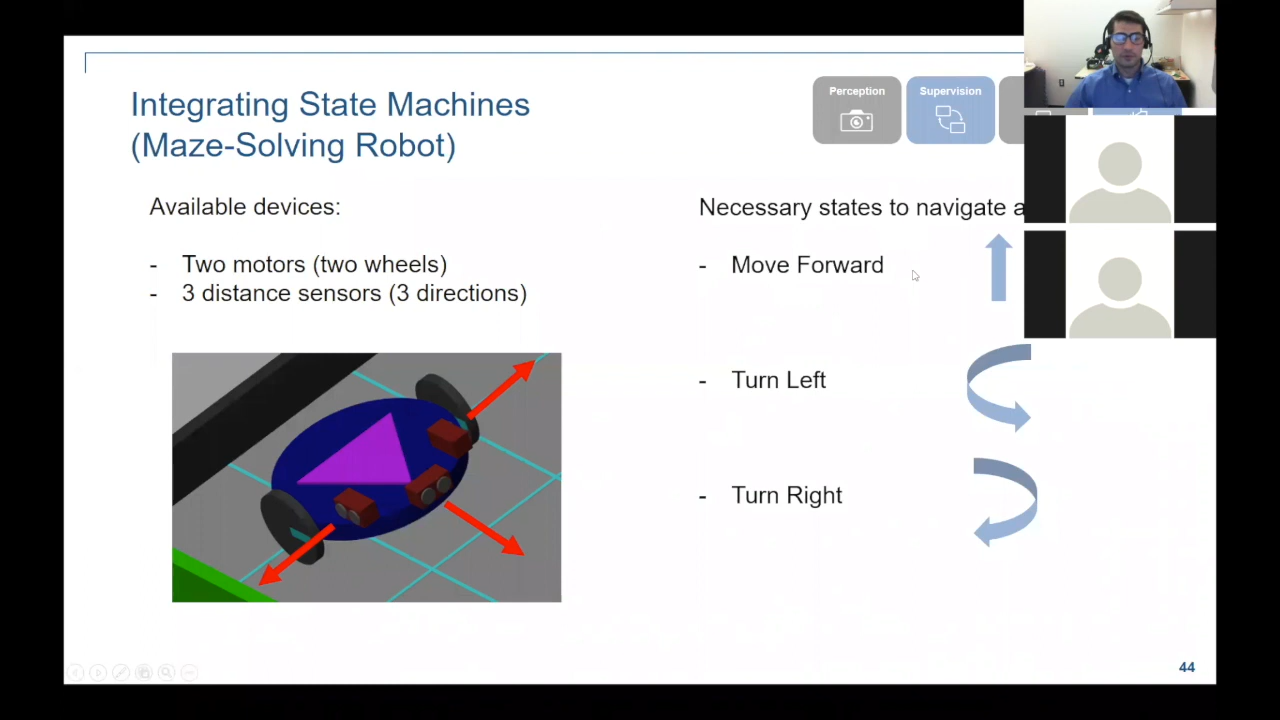 Integrating State Machines
(Maze-Solving Robot)
Perception
Supervision
Available devices:
- Two motors (two wheels)
- 3 distance sensors (3 directions)
Necessary states to navigate a
- Move Forward
- Turn Left
- Turn Right
44